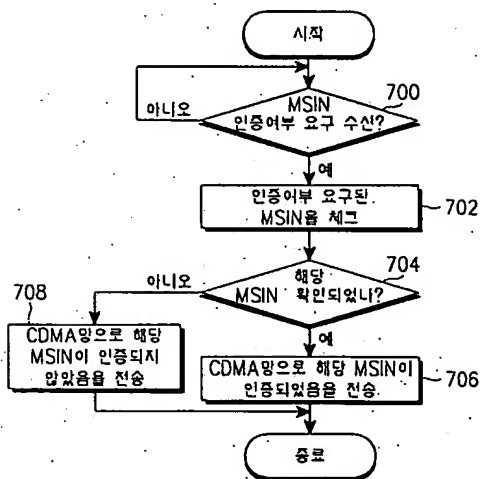 시작
700
MSIN
인증여부 요구 수신?
아니오
예
인증여부 요구된
MSIN을 체크
702
704
해당
MSIN 확인되었나?
아니오
예
708
CDMA망으로 해당
MSIN이 인증되지
않았음을 전송
CDMA망으로 해당 MSIN이
인증되었음을 전송
706
종료